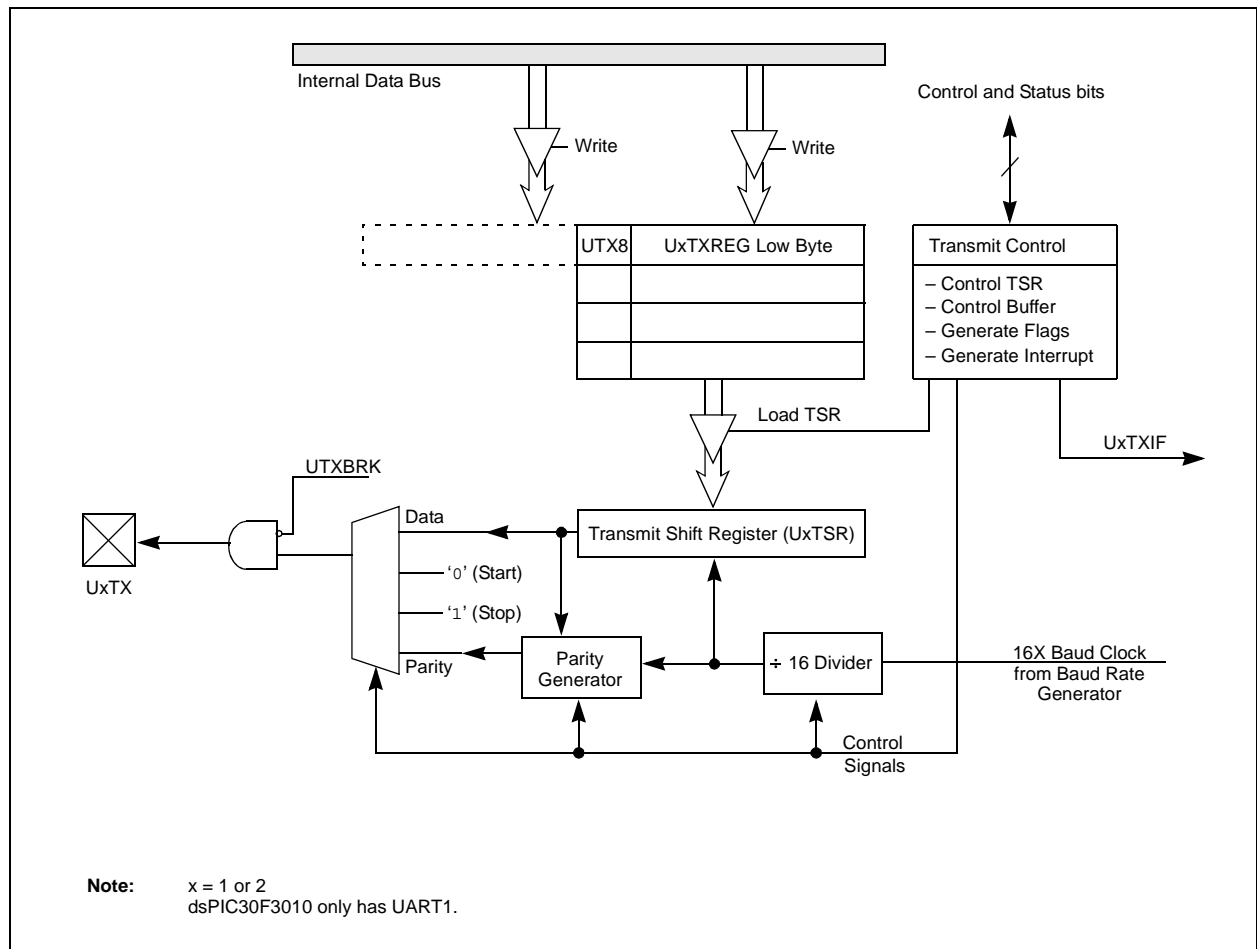 Internal Data Bus
Control and Status bits
Write
Write
UTX8
UxTXREG Low Byte
Transmit Control
– Control TSR
– Control Buffer
– Generate Flags
– Generate Interrupt
Load TSR
UxTXIF
UTXBRK
Data
Transmit Shift Register (UxTSR)
‘0’ (Start)
UxTX
‘1’ (Stop)
Parity
Parity
Generator
÷ 16 Divider
16X Baud Clock
from Baud Rate
Generator
Control
Signals
Note: x = 1 or 2
dsPIC30F3010 only has UART1.